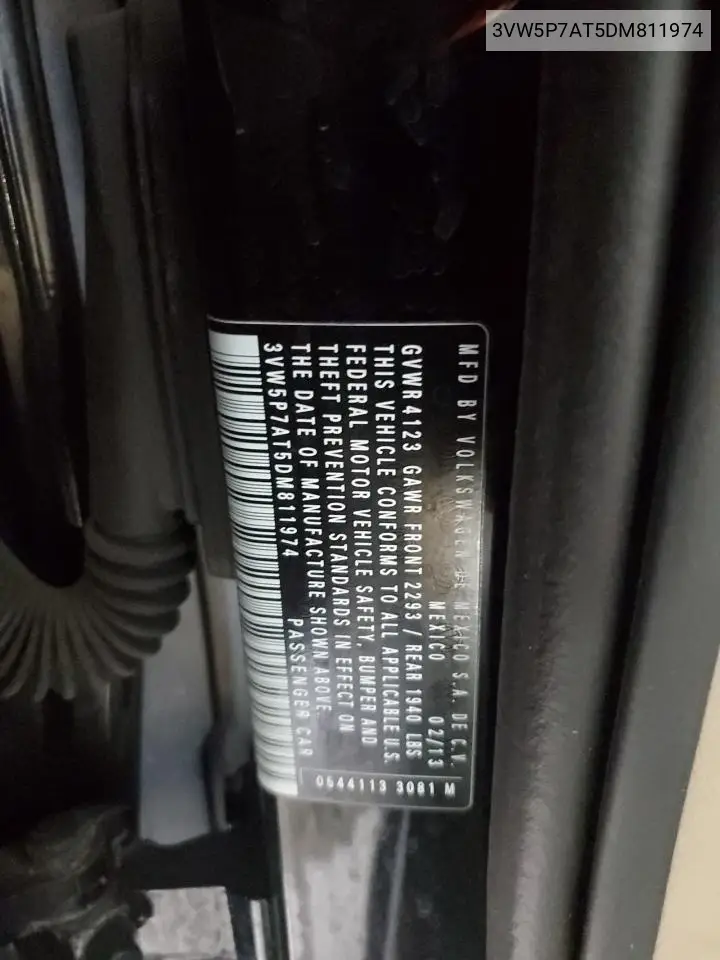 3VW5P7AT5DM811974
MFD BY VOLKSWAGEN DE MEXICO S.A. DE C.V.
MEXICO 02/13
GVWR 4123 GAWR FRONT 2293 / REAR 1940 LBS
THIS VEHICLE CONFORMS TO ALL APPLICABLE U.S.
FEDERAL MOTOR VEHICLE SAFETY, BUMPER AND
THEFT PREVENTION STANDARDS IN EFFECT ON
THE DATE OF MANUFACTURE SHOWN ABOVE.
3VW5P7AT5DM811974 PASSENGER CAR
0544113 3081 M